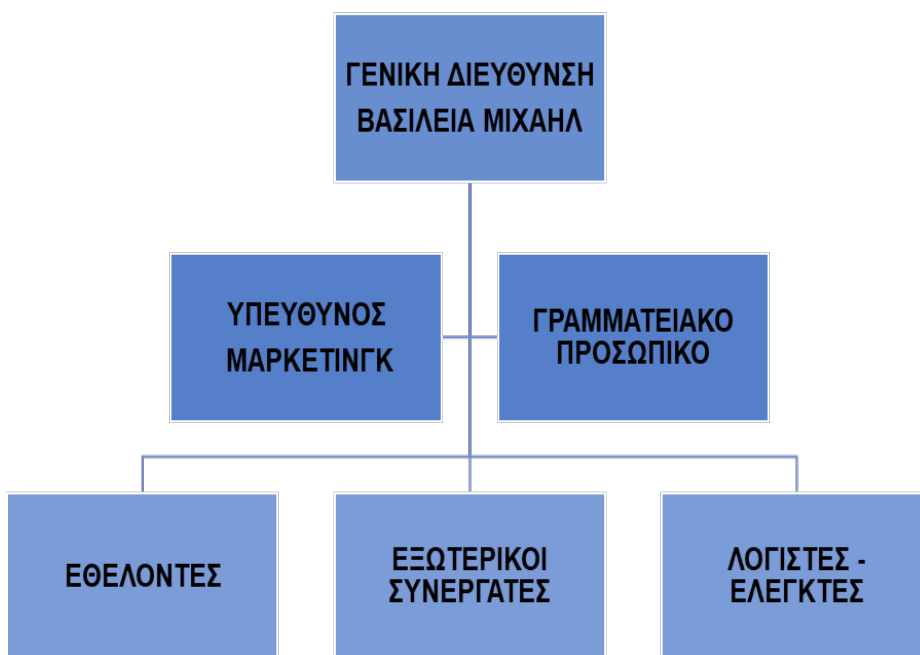 ΓΕΝΙΚΗ ΔΙΕΥΘΥΝΣΗ
ΒΑΣΙΛΕΙΑ ΜΙΧΑΗΛ
ΥΠΕΥΘΥΝΟΣ
ΜΑΡΚΕΤΙΝΓΚ
ΓΡΑΜΜΑΤΕΙΑΚΟ
ΠΡΟΣΩΠΙΚΟ
ΕΘΕΛΟΝΤΕΣ
ΕΞΩΤΕΡΙΚΟΙ
ΣΥΝΕΡΓΑΤΕΣ
ΛΟΓΙΣΤΕΣ -
ΕΛΕΓΚΤΕΣ